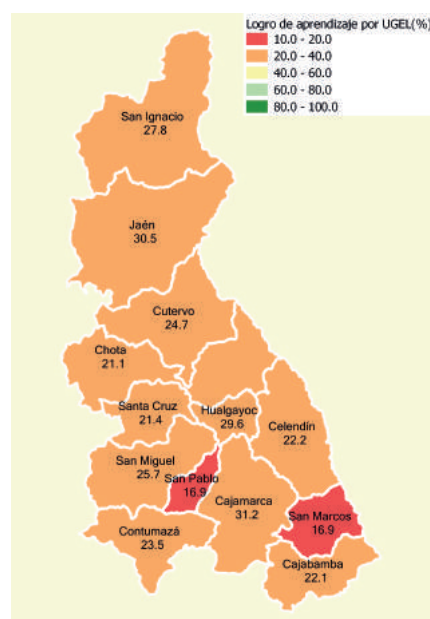 Logro de aprendizaje por UGEL(%)
10.0 - 20.0
20.0 - 40.0
40.0 - 60.0
60.0 - 80.0
80.0 - 100.0
San Ignacio
27.8
Jaén
30.5
Cutervo
24.7
Chota
21.1
Santa Cruz
21.4
Hualgayoc
29.6
Celendín
22.2
San Miguel
25.7
San Pablo
16.9
Cajamarca
31.2
San Marcos
16.9
Contumazá
23.5
Cajabamba
22.1